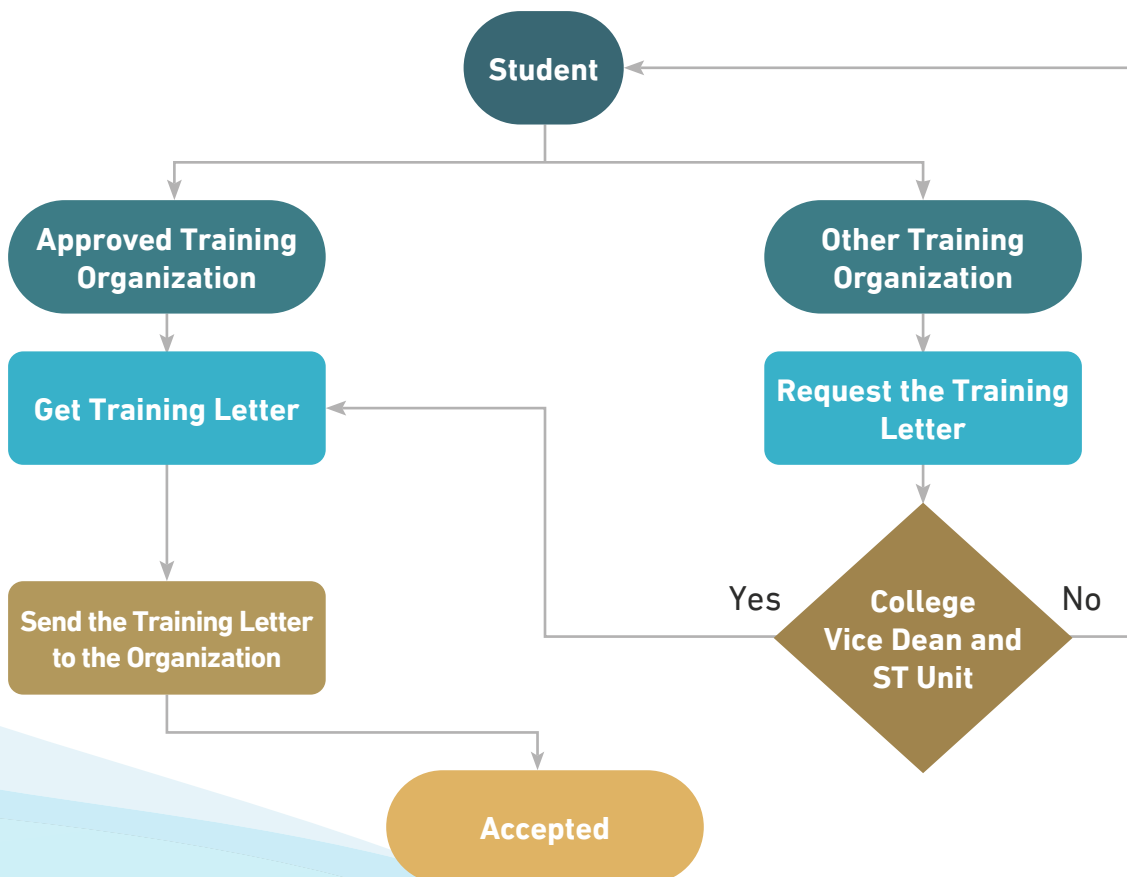 Student
Approved Training
Organization
Other Training
Organization
Get Training Letter
Request the Training
Letter
Send the Training Letter
to the Organization
Yes
College
Vice Dean and
ST Unit
No
Accepted